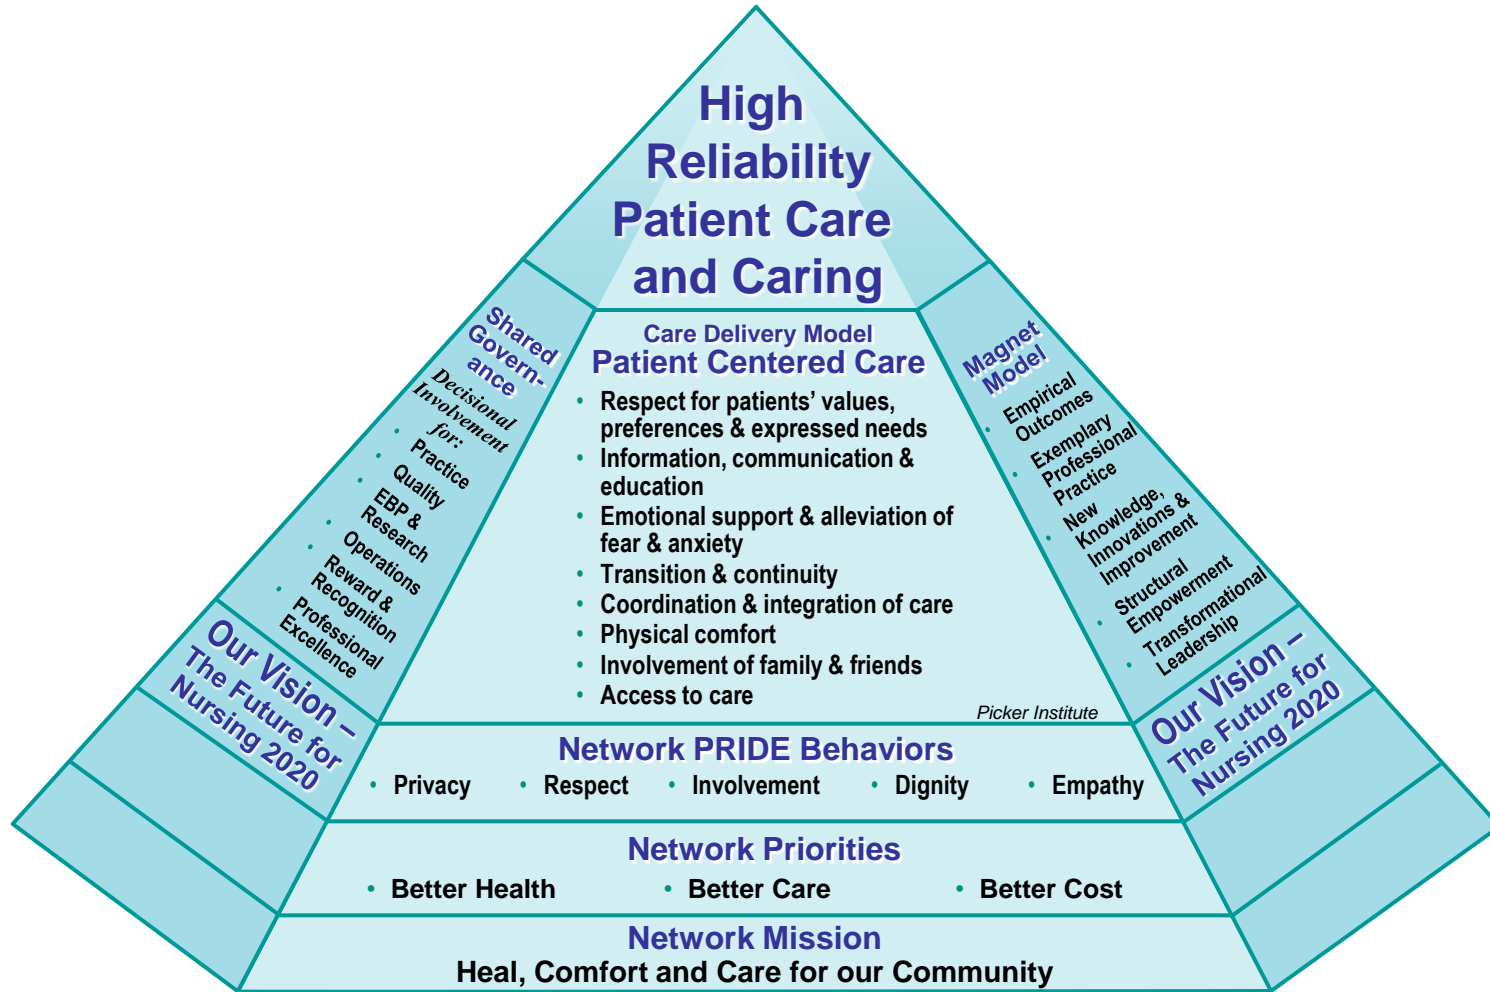 High
Reliability
Patient Care
and Caring
Shared
Govern-
ance
Decisional
Involvement
for:
• Practice
• Quality
• EBP &
Research
• Operations
• Reward &
Recognition
• Professional
Excellence
Care Delivery Model
Patient Centered Care
• Respect for patients’ values,
preferences & expressed needs
• Information, communication &
education
• Emotional support & alleviation of
fear & anxiety
• Transition & continuity
• Coordination & integration of care
• Physical comfort
• Involvement of family & friends
• Access to care
Picker Institute
Magnet
Model
• Empirical
Outcomes
• Exemplary
Professional
Practice
• New
Knowledge,
Innovations &
Improvement
• Structural
Empowerment
• Transformational
Leadership
Our Vision –
The Future for
Nursing 2020
Our Vision –
The Future for
Nursing 2020
Network PRIDE Behaviors
• Privacy • Respect • Involvement • Dignity • Empathy
Network Priorities
• Better Health • Better Care • Better Cost
Network Mission
Heal, Comfort and Care for our Community